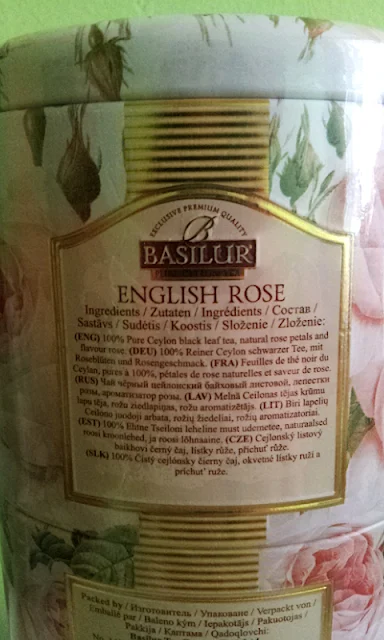 EXCLUSIVE PREMIUM QUALITY
B
BASILUR
ENGLISH ROSE
Ingredients / Zutaten / Ingrédients / Состав /
Sastāvs / Sudėtis / Koostis / Složenie / Zloženie:
(ENG) 100% Pure Ceylon black leaf tea, natural rose petals and
flavour rose. (DEU) 100% Reiner Ceylon schwarzer Tee, mit
Rosenblüten und Rosengeschmack. (FRA) Feuilles de thé noir du
Ceylan, pures à 100%, pétales de rose naturelles et saveur de rose.
(RUS) Чай чёрный цейлонский байховый листовой, лепестки
розы, ароматизатор розы. (LAV) Melnā Ceilonas tējas krūmu
lapu tēja, rožu ziedlapiņas, rožu aromatizētājs. (LIT) Biri lapelių
Ceilono juodoji arbata, rožių žiedeliai, rožių aromatizatoriai.
(EST) 100% Ehtne Tseiloni leheline must udemetee, naturaalsed
roosi kroonlehed, ja roosi lõhnaaine. (CZE) Cejlonský listový
baikhovi černý čaj, lístky růže, příchuť růže.
(SLK) 100% Čistý cejlónsky čierny čaj, okvetné lístky ruží a
príchuť ruže.
Packed by / Изготовитель / Упаковане / Verpackt von /
Emballé par / Baleno kým / Iepakotājs / Pakuotojas /
Pakkija / Каптама / Qadoqlovchi: